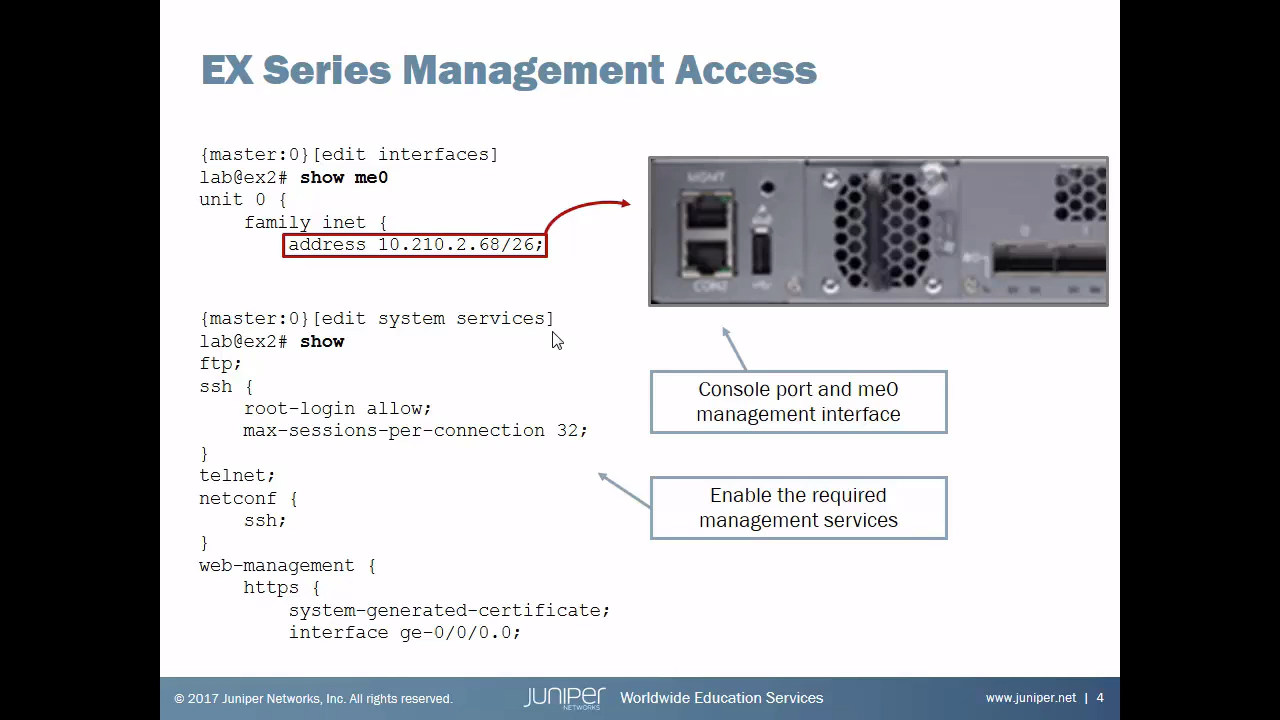 EX Series Management Access
{master:0}[edit interfaces]
lab@ex2# show me0
unit 0 {
family inet {
address 10.210.2.68/26;
MGMT
CON
{master:0}[edit system services]
lab@ex2# show
ftp;
ssh {
root-login allow;
max-sessions-per-connection 32;
}
telnet;
netconf {
ssh;
}
web-management {
https {
system-generated-certificate;
interface ge-0/0/0.0;
Console port and me0
management interface
Enable the required
management services
© 2017 Juniper Networks, Inc. All rights reserved.
JUNIPER
NETWORKS
Worldwide Education Services
www.juniper.net | 4